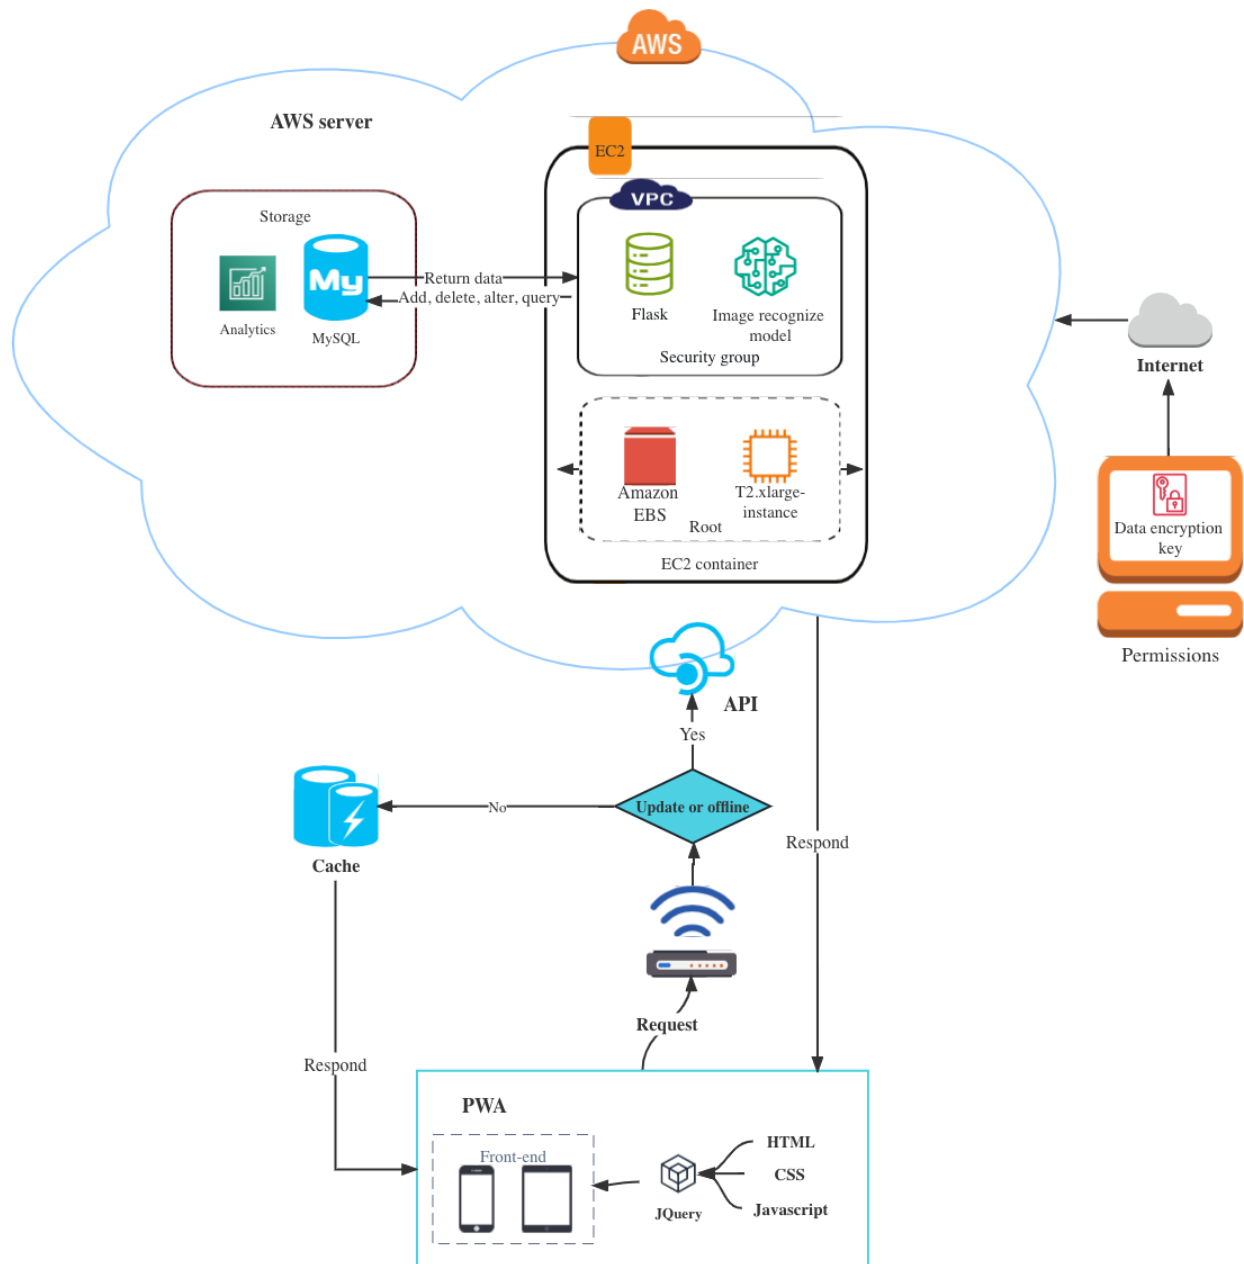 AWS
AWS server
EC2
VPC
Storage
My
Analytics
MySQL
Return data
Add, delete, alter, query
Flask
Image recognize
model
Security group
Amazon
EBS
T2.xlarge-
instance
Root
EC2 container
Internet
Data encryption
key
Permissions
API
Yes
Update or offline
No
Cache
Respond
Request
Respond
PWA
Front-end
HTML
CSS
Javascript
JQuery